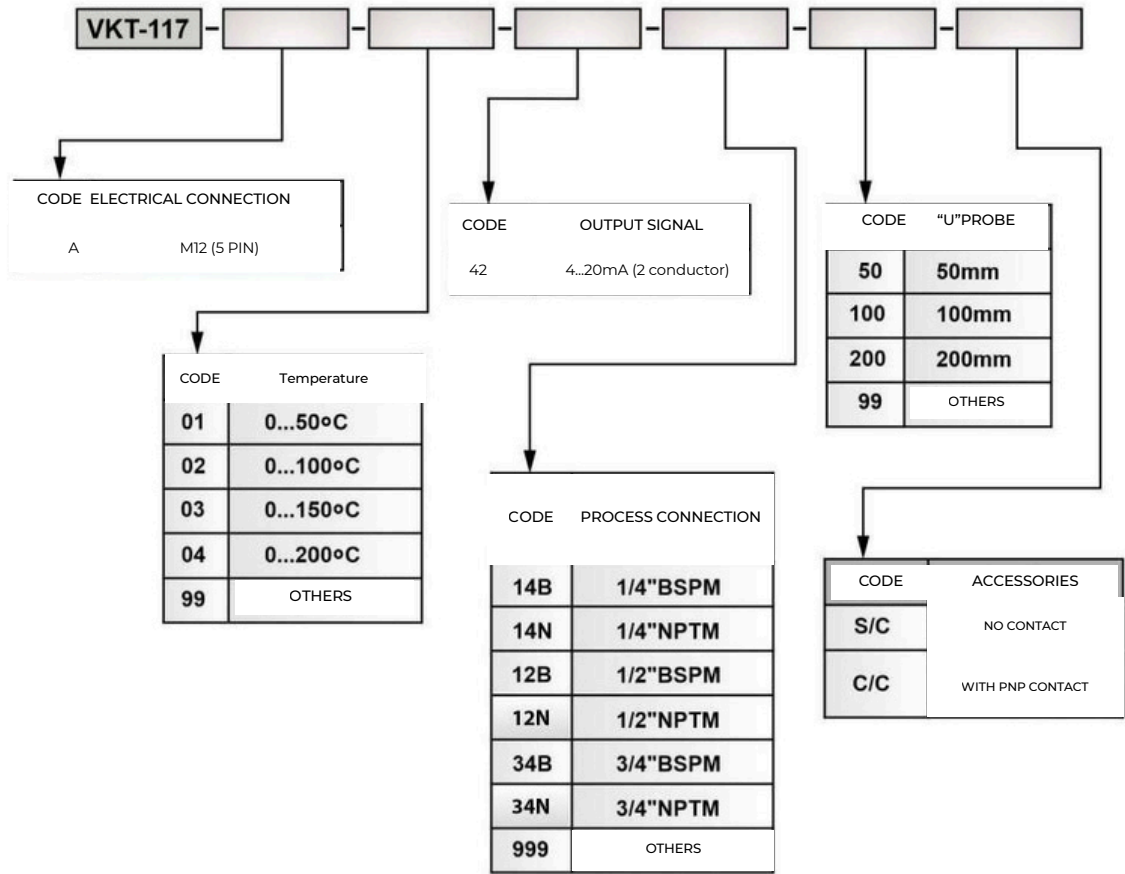 VKT-117 - - - - - -
CODE ELECTRICAL CONNECTION
A M12 (5 PIN)
CODE Temperature
01 0...50ºC
02 0...100ºC
03 0...150ºC
04 0...200ºC
99 OTHERS
CODE OUTPUT SIGNAL
42 4...20mA (2 conductor)
CODE PROCESS CONNECTION
14B 1/4"BSPM
14N 1/4"NPTM
12B 1/2"BSPM
12N 1/2"NPTM
34B 3/4"BSPM
34N 3/4"NPTM
999 OTHERS
CODE “U”PROBE
50 50mm
100 100mm
200 200mm
99 OTHERS
CODE ACCESSORIES
S/C NO CONTACT
C/C WITH PNP CONTACT